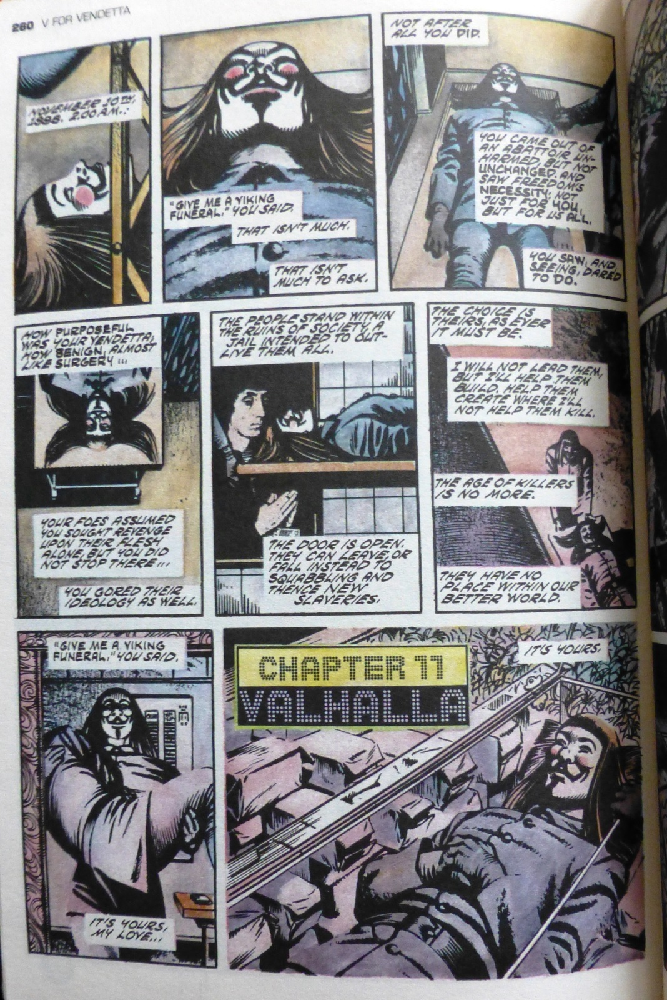 260 V FOR VENDETTA
NOVEMBER 10TH,
1998. 2.00 A.M.:
"GIVE ME A VIKING
FUNERAL," YOU SAID.
THAT ISN'T MUCH.
THAT ISN'T
MUCH TO ASK.
NOT AFTER
ALL YOU DID.
YOU CAME OUT OF
AN ABATTOIR UN-
HARMED, BUT NOT
UNCHANGED AND
SAW FREEDOM'S
NECESSITY; NOT
JUST FOR YOU,
BUT FOR US ALL.
YOU SAW, AND,
SEEING, DARED
TO DO.
HOW PURPOSEFUL
WAS YOUR VENDETTA;
HOW BENIGN, ALMOST
LIKE SURGERY...
YOUR FOES ASSUMED
YOU SOUGHT REVENGE
UPON THEIR FLESH
ALONE, BUT YOU DID
NOT STOP THERE...
YOU GORED THEIR
IDEOLOGY AS WELL.
THE PEOPLE STAND WITHIN
THE RUINS OF SOCIETY, A
JAIL INTENDED TO OUT-
LIVE THEM ALL.
THE DOOR IS OPEN.
THEY CAN LEAVE, OR
FALL INSTEAD TO
SQUABBLING AND
THENCE NEW
SLAVERIES.
THE CHOICE IS
THEIRS, AS EVER
IT MUST BE.
I WILL NOT LEAD THEM,
BUT I'LL HELP THEM
BUILD. HELP THEM
CREATE WHERE I'LL
NOT HELP THEM KILL.
THE AGE OF KILLERS
IS NO MORE.
THEY HAVE NO
PLACE WITHIN OUR
BETTER WORLD.
"GIVE ME A VIKING
FUNERAL," YOU SAID.
IT'S YOURS,
MY LOVE...
CHAPTER 11
VALHALLA
IT'S YOURS.